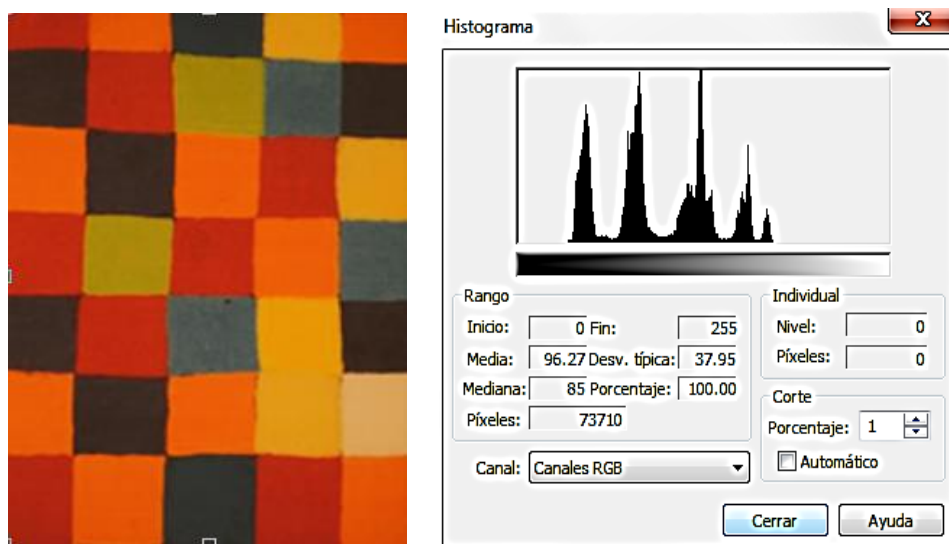 Histograma
Rango
Inicio: 0 Fin: 255
Media: 96.27 Desv. típica: 37.95
Mediana: 85 Porcentaje: 100.00
Píxeles: 73710
Individual
Nivel: 0
Píxeles: 0
Corte
Porcentaje: 1
Automático
Canal: Canales RGB
Cerrar Ayuda